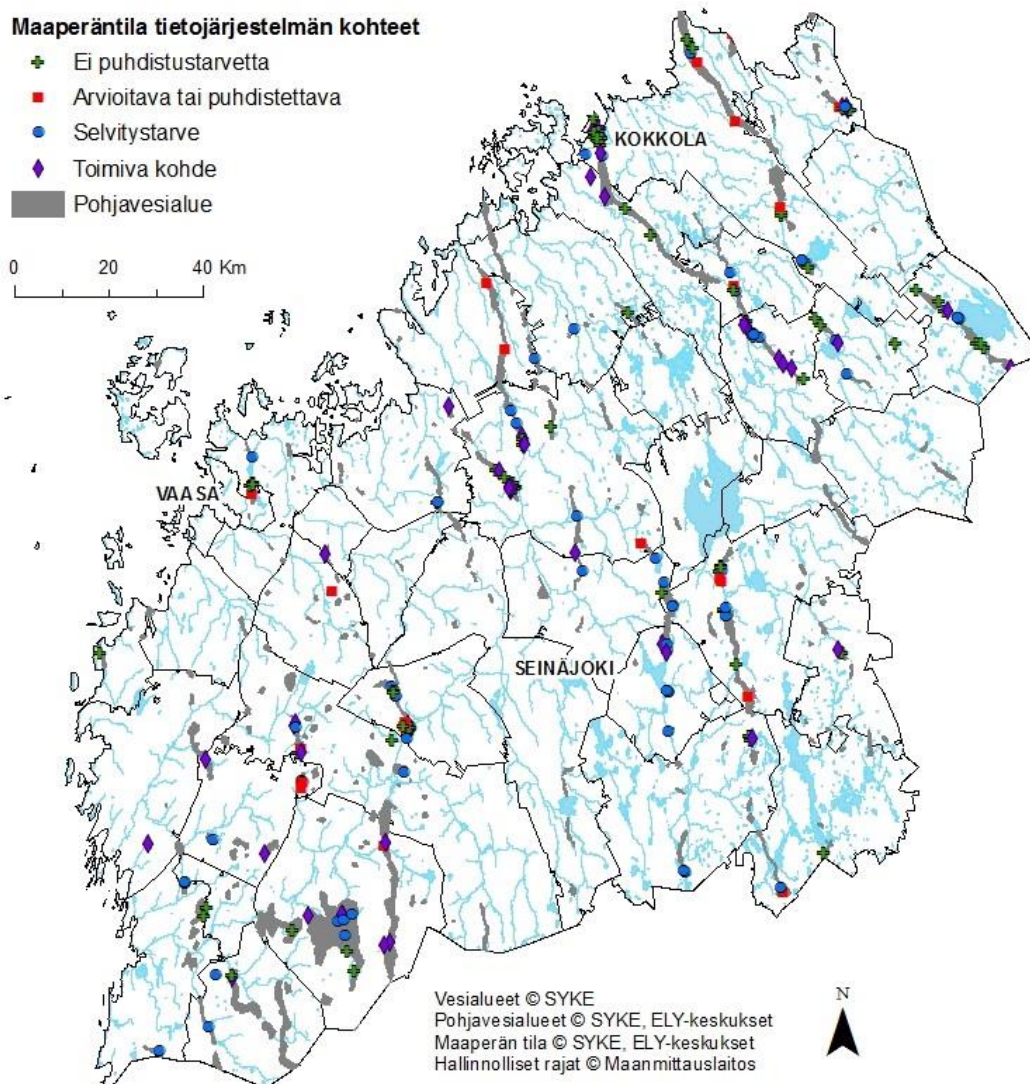 Maaperäntila tietojärjestelmän kohteet
Ei puhdistustarvetta
Arvioitava tai puhdistettava
Selvitystarve
Toimiva kohde
Pohjavesialue
0 20 40 Km
KOKKOLA
VAASA
SEINÄJOKI
Vesialueet © SYKE
Pohjavesialueet © SYKE, ELY-keskukset
Maaperän tila © SYKE, ELY-keskukset
Hallinnolliset rajat © Maanmittauslaitos
N